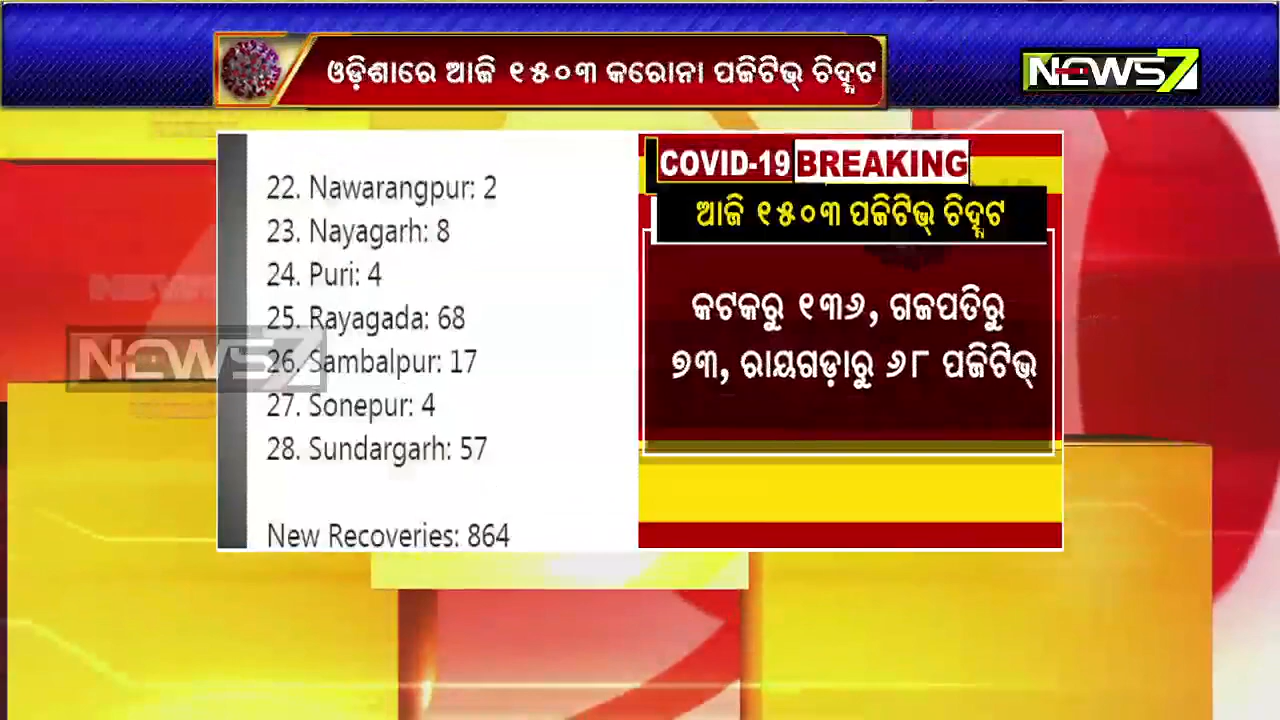 ଓଡ଼ିଶାରେ ଆଜି ୧୫୦୩ କରୋନା ପଜିଟିଭ୍ ଚିହ୍ନଟ
NEWS7
22. Nawarangpur: 2
23. Nayagarh: 8
24. Puri: 4
25. Rayagada: 68
26. Sambalpur: 17
27. Sonepur: 4
28. Sundargarh: 57
New Recoveries: 864
COVID-19 BREAKING
ଆଜି ୧୫୦୩ ପଜିଟିଭ୍ ଚିହ୍ନଟ
କଟକରୁ ୧୩୬, ଗଜପତିରୁ
୭୩, ରାୟଗଡ଼ାରୁ ୬୮ ପଜିଟିଭ୍
NEWS7